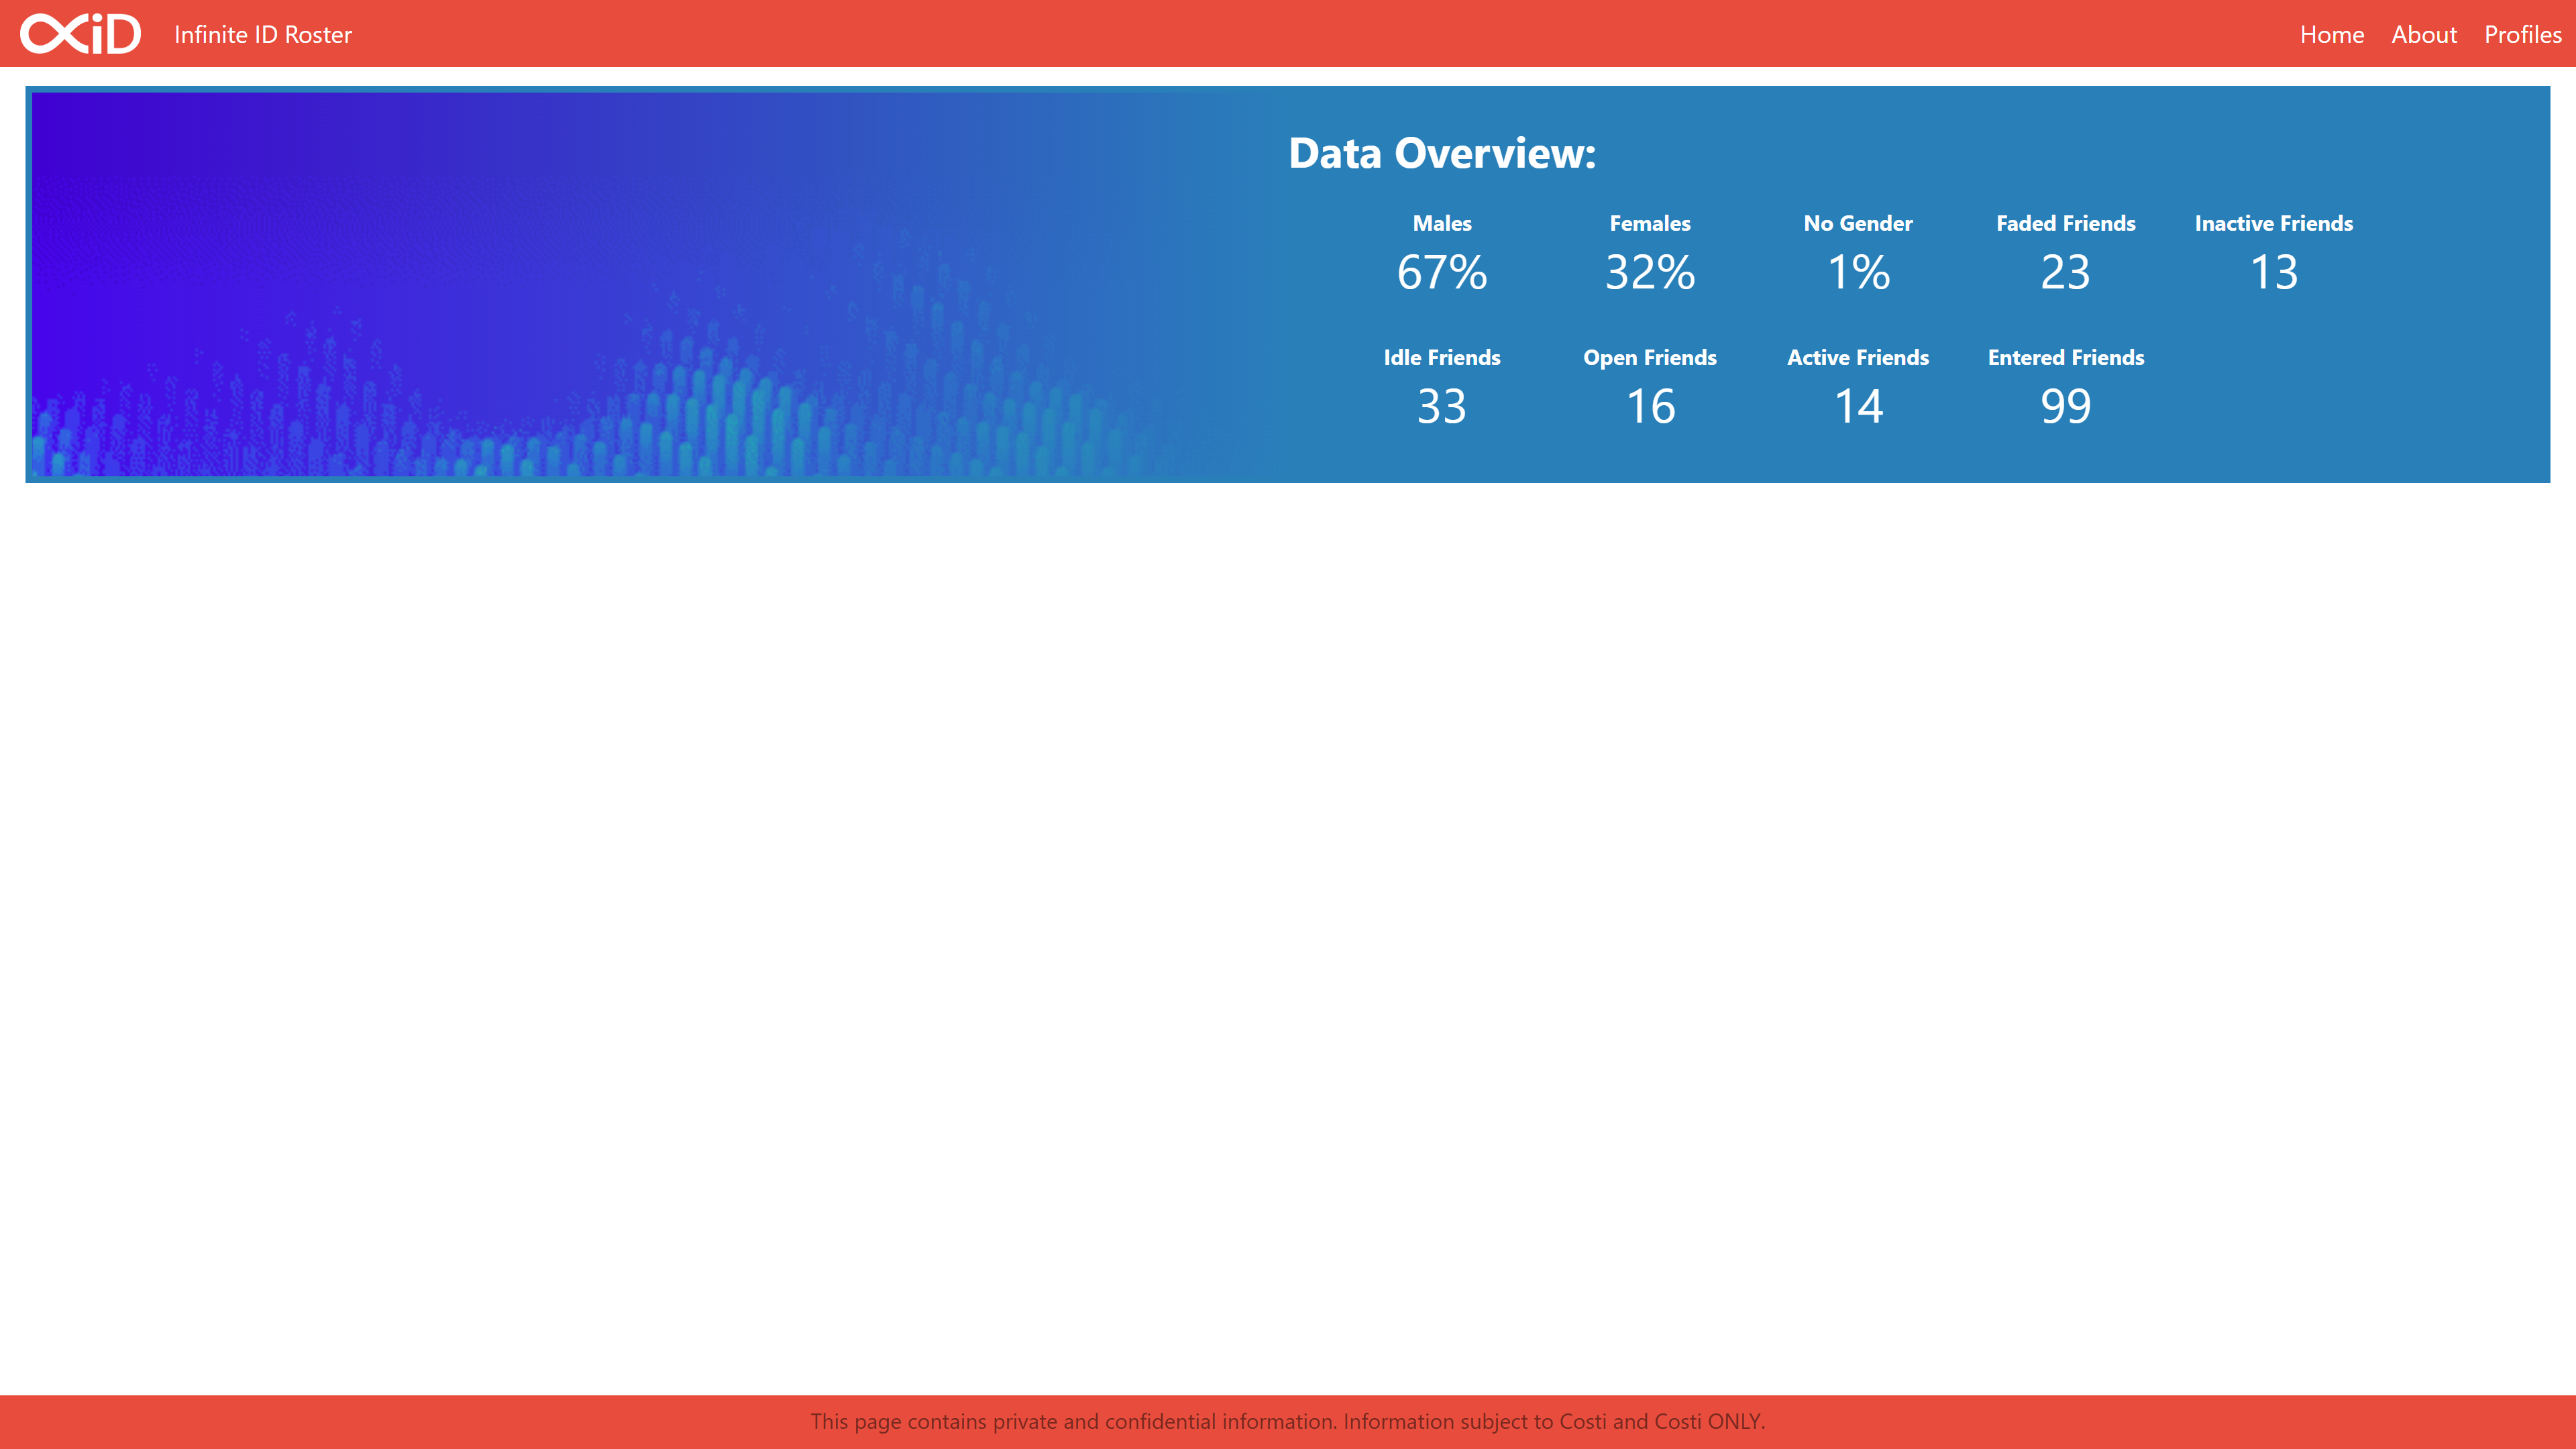 ∞iD
Infinite ID Roster
Home About Profiles
Data Overview:
Males Females No Gender Faded Friends Inactive Friends
67% 32% 1% 23 13
Idle Friends Open Friends Active Friends Entered Friends
33 16 14 99
This page contains private and confidential information. Information subject to Costi and Costi ONLY.